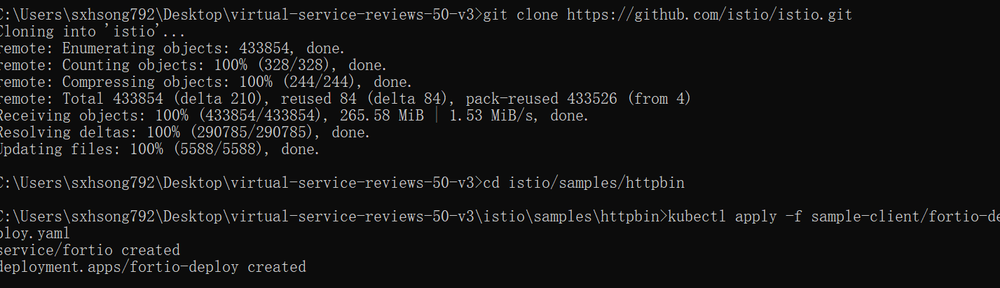 C:\Users\sxhsong792\Desktop\virtual-service-reviews-50-v3>git clone https://github.com/istio/istio.git
Cloning into 'istio'...
remote: Enumerating objects: 433854, done.
remote: Counting objects: 100% (328/328), done.
remote: Compressing objects: 100% (244/244), done.
remote: Total 433854 (delta 210), reused 84 (delta 84), pack-reused 433526 (from 4)
Receiving objects: 100% (433854/433854), 265.58 MiB | 1.53 MiB/s, done.
Resolving deltas: 100% (290785/290785), done.
Updating files: 100% (5588/5588), done.
C:\Users\sxhsong792\Desktop\virtual-service-reviews-50-v3>cd istio/samples/httpbin
C:\Users\sxhsong792\Desktop\virtual-service-reviews-50-v3\istio\samples\httpbin>kubectl apply -f sample-client/fortio-de
ploy.yaml
service/fortio created
deployment.apps/fortio-deploy created